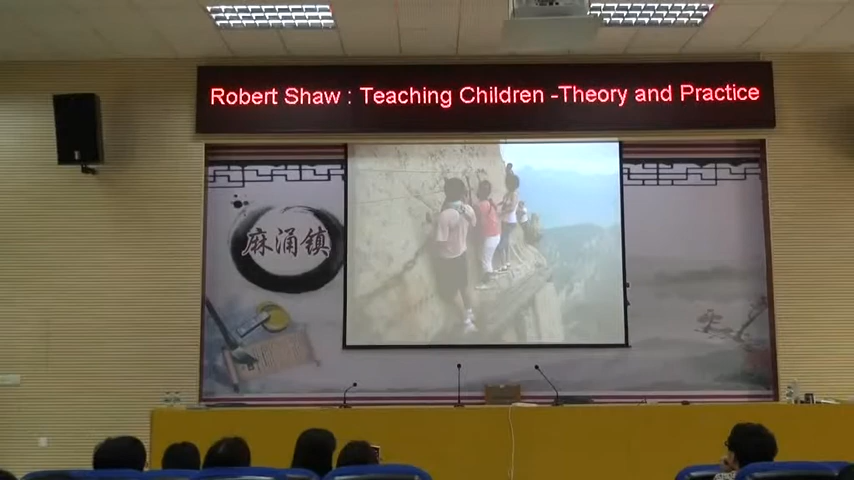 Robert Shaw : Teaching Children -Theory and Practice
麻涌镇